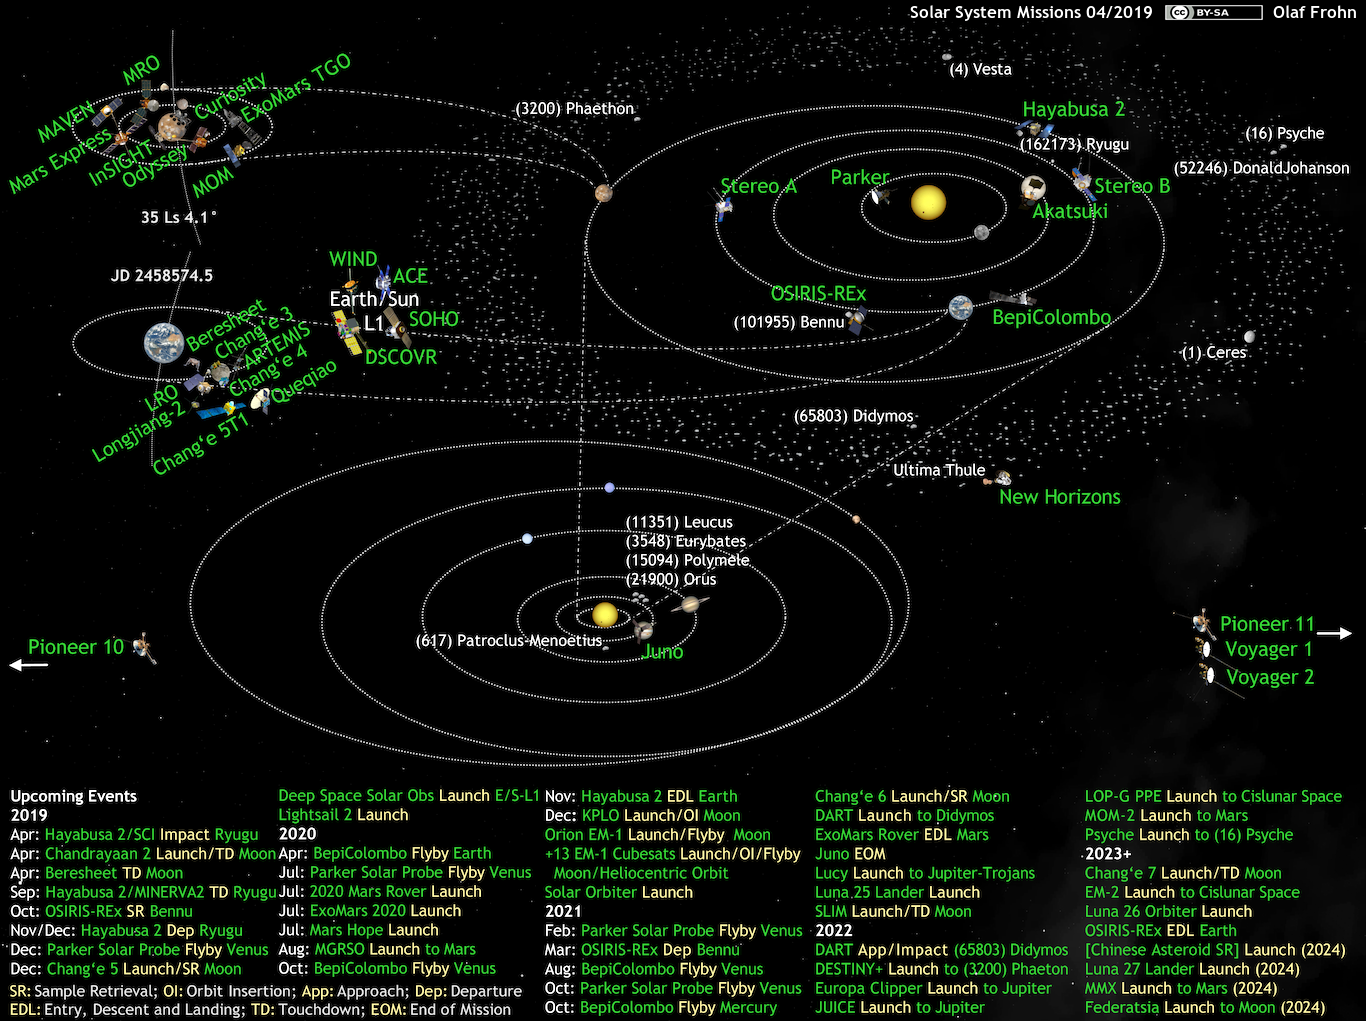 Solar System Missions 04/2019 cc BY-SA Olaf Frohn
(4) Vesta
MRO
Curiosity
ExoMars TGO
MAVEN
Mars Express
InSIGHT
Odyssey
MOM
(3200) Phaethon
Hayabusa 2
(162173) Ryugu
(16) Psyche
(52246) DonaldJohanson
Stereo A
Parker
Stereo B
Akatsuki
35 Ls 4.1°
JD 2458574.5
WIND
ACE
Earth/Sun
L1
SOHO
DSCOVR
OSIRIS-REx
(101955) Bennu
BepiColombo
(1) Ceres
Beresheet
Chang‘e 3
ARTEMIS
Chang‘e 4
Queqiao
LRO
Longjiang-2
Chang‘e 5T1
(65803) Didymos
Ultima Thule
New Horizons
(11351) Leucus
(3548) Eurybates
(15094) Polymele
(21900) Orus
(617) Patroclus-Menoetius
Juno
Pioneer 10
Pioneer 11
Voyager 1
Voyager 2
Upcoming Events
2019
Apr: Hayabusa 2/SCI Impact Ryugu
Apr: Chandrayaan 2 Launch/TD Moon
Apr: Beresheet TD Moon
Sep: Hayabusa 2/MINERVA2 TD Ryugu
Oct: OSIRIS-REx SR Bennu
Nov/Dec: Hayabusa 2 Dep Ryugu
Dec: Parker Solar Probe Flyby Venus
Dec: Chang‘e 5 Launch/SR Moon
Deep Space Solar Obs Launch E/S-L1
Lightsail 2 Launch
2020
Apr: BepiColombo Flyby Earth
Jul: Parker Solar Probe Flyby Venus
Jul: 2020 Mars Rover Launch
Jul: ExoMars 2020 Launch
Jul: Mars Hope Launch
Aug: MGRSO Launch to Mars
Oct: BepiColombo Flyby Venus
Nov: Hayabusa 2 EDL Earth
Dec: KPLO Launch/OI Moon
Orion EM-1 Launch/Flyby Moon
+13 EM-1 Cubesats Launch/OI/Flyby
Moon/Heliocentric Orbit
Solar Orbiter Launch
2021
Feb: Parker Solar Probe Flyby Venus
Mar: OSIRIS-REx Dep Bennu
Aug: BepiColombo Flyby Venus
Oct: Parker Solar Probe Flyby Venus
Oct: BepiColombo Flyby Mercury
Chang‘e 6 Launch/SR Moon
DART Launch to Didymos
ExoMars Rover EDL Mars
Juno EOM
Lucy Launch to Jupiter-Trojans
Luna 25 Lander Launch
SLIM Launch/TD Moon
2022
DART App/Impact (65803) Didymos
DESTINY+ Launch to (3200) Phaeton
Europa Clipper Launch to Jupiter
JUICE Launch to Jupiter
LOP-G PPE Launch to Cislunar Space
MOM-2 Launch to Mars
Psyche Launch to (16) Psyche
2023+
Chang‘e 7 Launch/TD Moon
EM-2 Launch to Cislunar Space
Luna 26 Orbiter Launch
OSIRIS-REx EDL Earth
[Chinese Asteroid SR] Launch (2024)
Luna 27 Lander Launch (2024)
MMX Launch to Mars (2024)
Federatsia Launch to Moon (2024)
SR: Sample Retrieval; OI: Orbit Insertion; App: Approach; Dep: Departure
EDL: Entry, Descent and Landing; TD: Touchdown; EOM: End of Mission